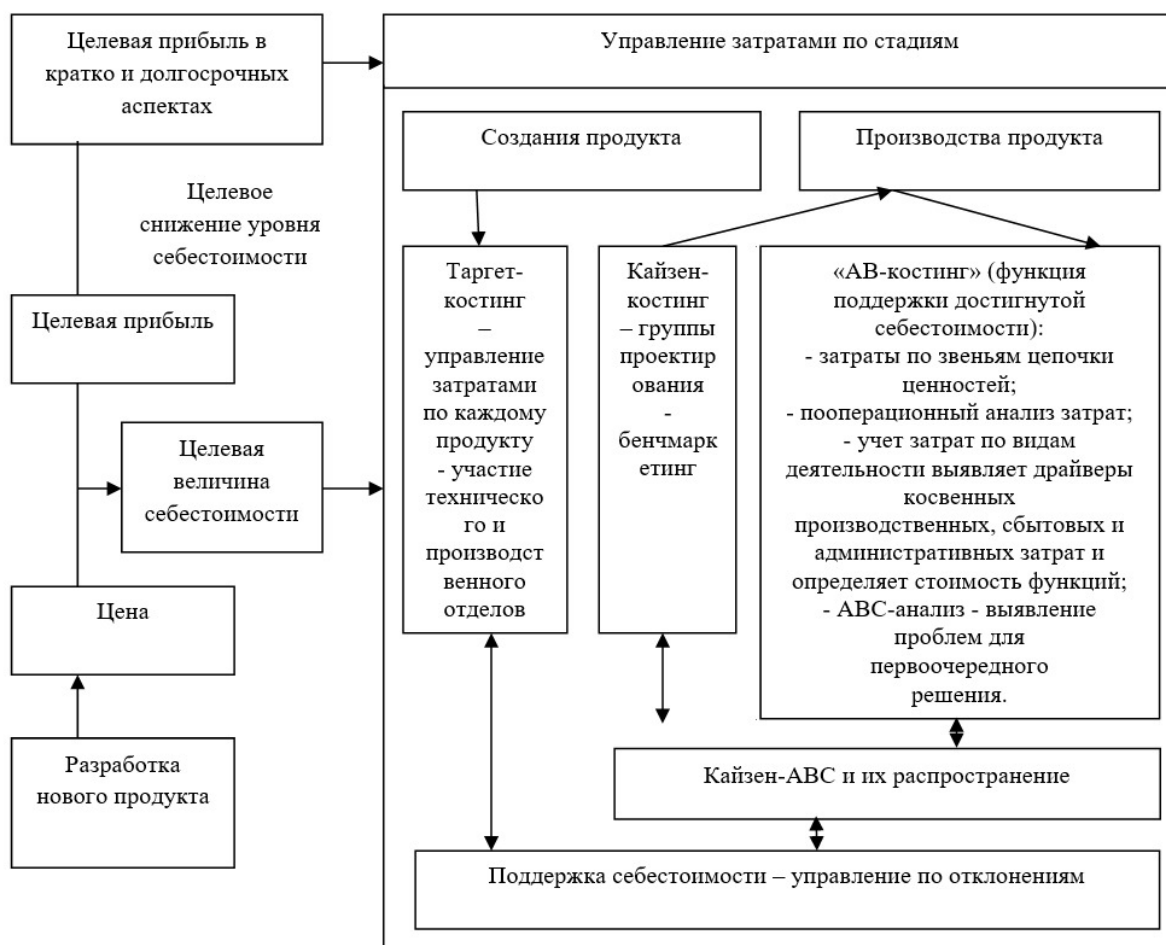 Целевая прибыль в
кратко и долгосрочных
аспектах
Управление затратами по стадиям
Создания продукта
Производства продукта
Целевое
снижение уровня
себестоимости
Целевая прибыль
Целевая
величина
себестоимости
Цена
Разработка
нового продукта
Таргет-
костинг
–
управление
затратами
по каждому
продукту
- участие
техническо
го и
производст
венного
отделов
Кайзен-
костинг
– группы
проектир
ования
-
бенчмарк
етинг
«АВ-костинг» (функция
поддержки достигнутой
себестоимости):
- затраты по звеньям цепочки
ценностей;
- пооперационный анализ затрат;
- учет затрат по видам
деятельности выявляет драйверы
косвенных
производственных, сбытовых и
административных затрат и
определяет стоимость функций;
- АВС-анализ - выявление
проблем для
первоочередного
решения.
Кайзен-АВС и их распространение
Поддержка себестоимости – управление по отклонениям